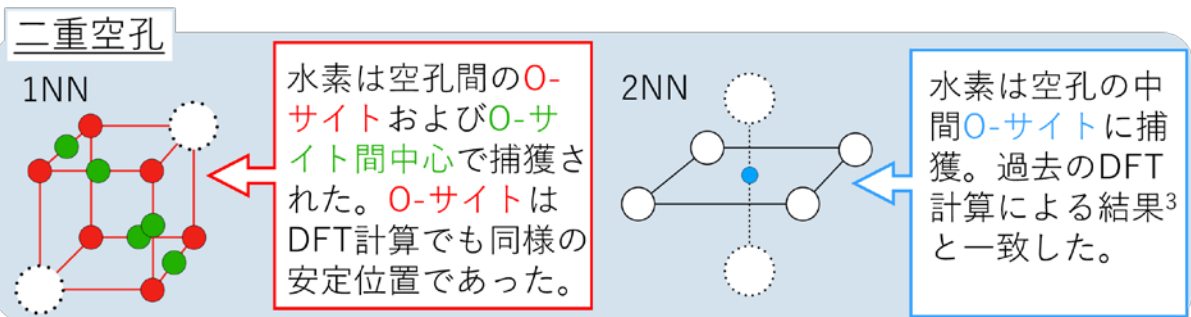 二重空孔
1NN
水素は空孔間のO-
サイトおよびO-サ
イト間中心で捕獲さ
れた。O-サイトは
DFT計算でも同様の
安定位置であった。
2NN
水素は空孔の中
間O-サイトに捕
獲。過去のDFT
計算による結果³
と一致した。